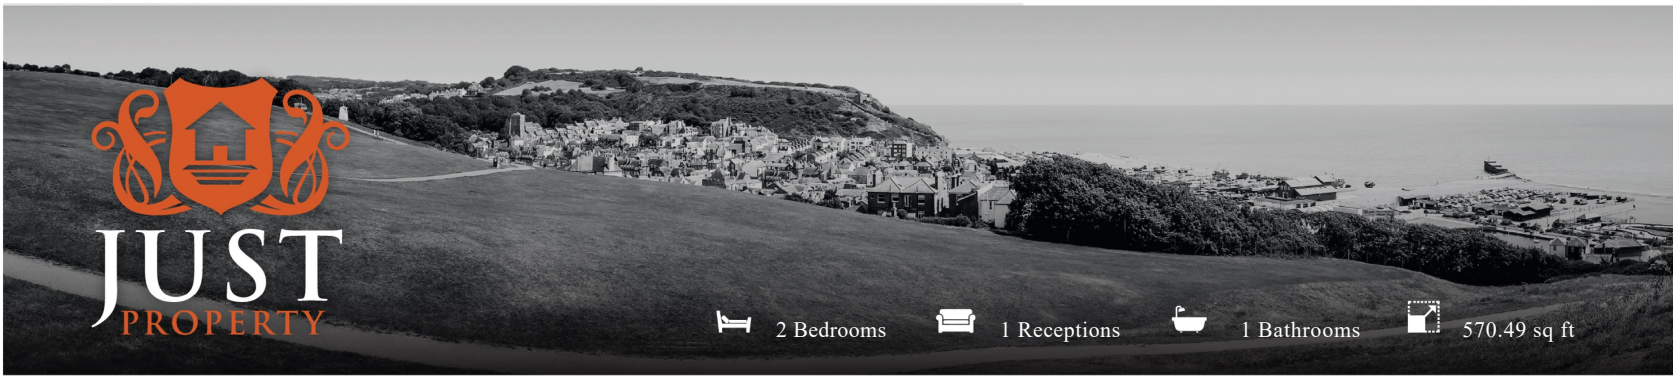 JUST
PROPERTY
2 Bedrooms 1 Receptions 1 Bathrooms 570.49 sq ft